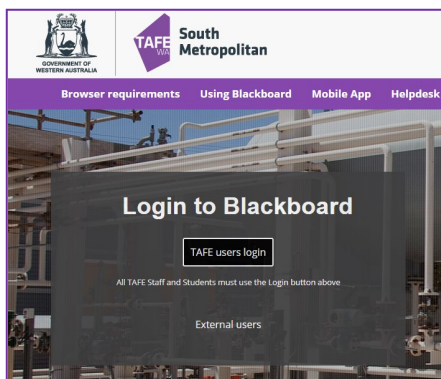 GOVERNMENT OF
WESTERN AUSTRALIA
TAFE
WA
South
Metropolitan
Browser requirements Using Blackboard Mobile App Helpdesk
Login to Blackboard
TAFE users login
All TAFE Staff and Students must use the Login button above
External users